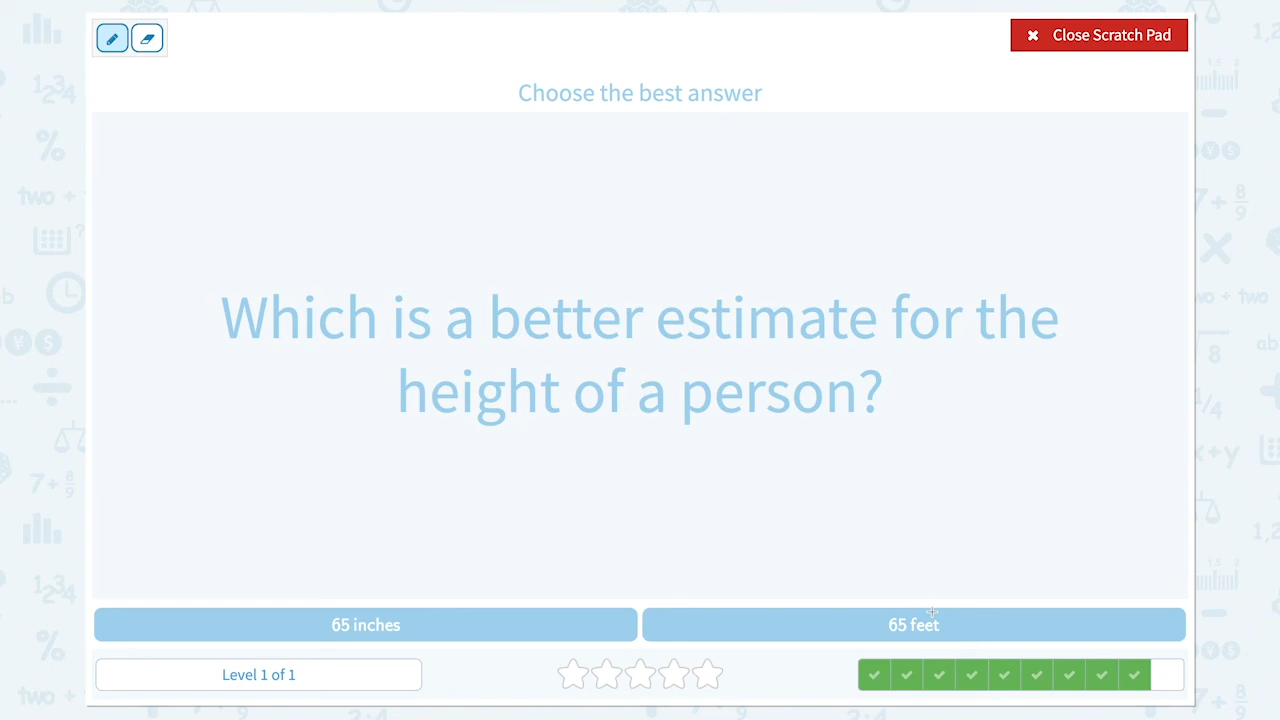 Close Scratch Pad
Choose the best answer
Which is a better estimate for the
height of a person?
65 inches
65 feet
Level 1 of 1